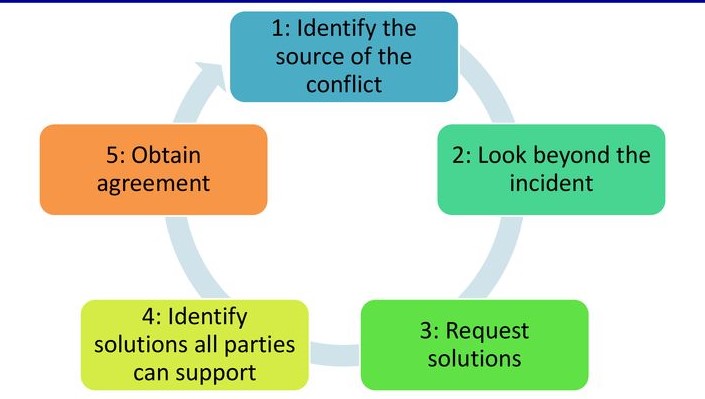 1: Identify the
source of the
conflict
2: Look beyond the
incident
3: Request
solutions
4: Identify
solutions all parties
can support
5: Obtain
agreement